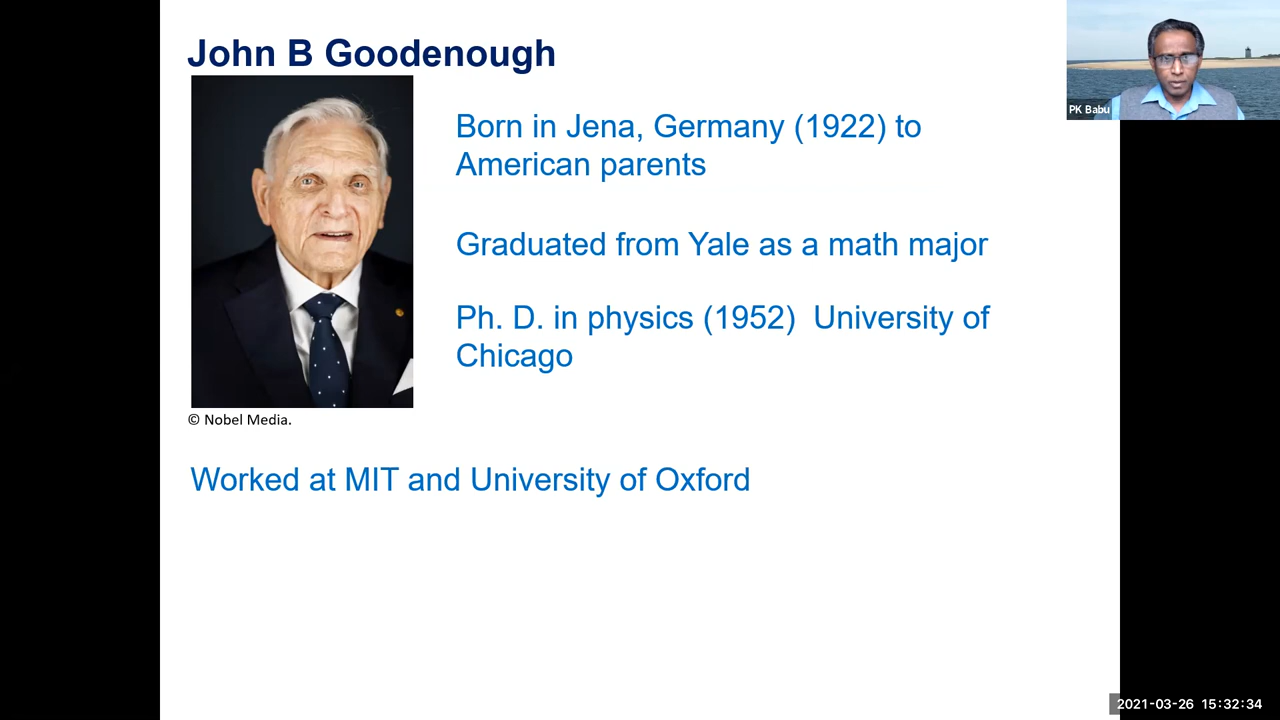 John B Goodenough
PK Babu
Born in Jena, Germany (1922) to
American parents
Graduated from Yale as a math major
Ph. D. in physics (1952)  University of
Chicago
© Nobel Media.
Worked at MIT and University of Oxford
2021-03-26 15:32:34